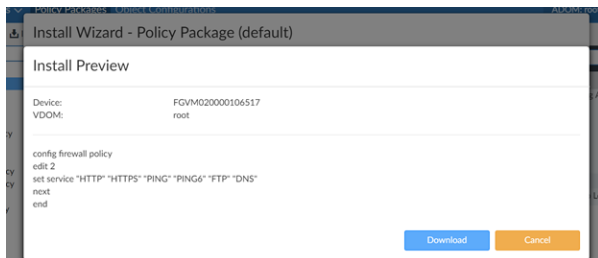 Policy Packages Object Configurations
ADOM: roo
Install Wizard - Policy Package (default)
Install Preview
Device: FGVM020000106517
VDOM: root
config firewall policy
edit 2
set service "HTTP" "HTTPS" "PING" "PING6" "FTP" "DNS"
next
end
Download Cancel